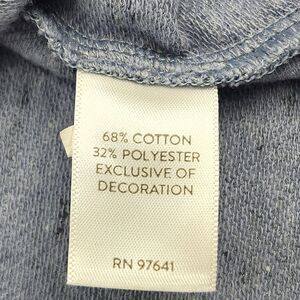 68% COTTON
32% POLYESTER
EXCLUSIVE OF
DECORATION
RN 97641